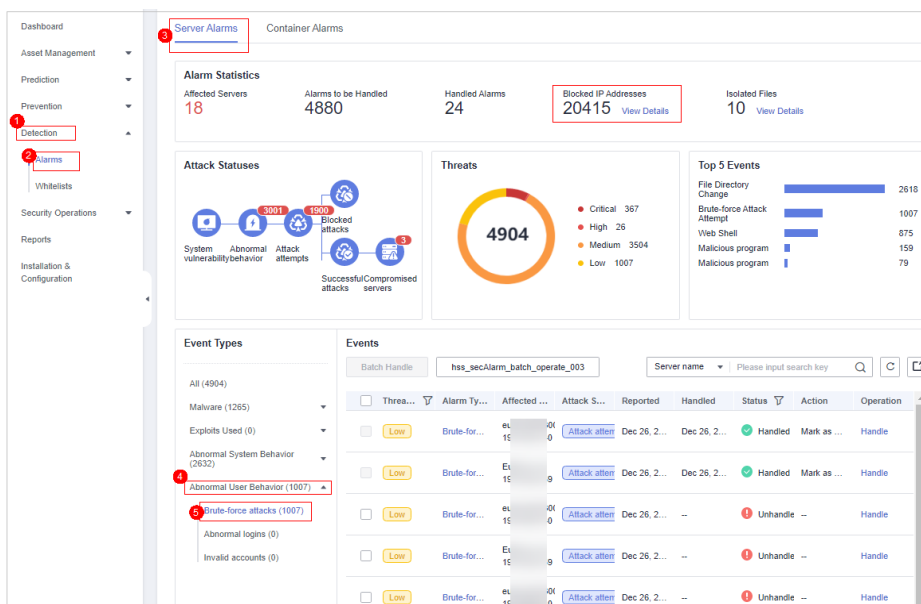 Dashboard
Asset Management
Prediction
Prevention
1
Detection
2
Alarms
Whitelists
Security Operations
Reports
Installation &
Configuration
3
Server Alarms
Container Alarms
Alarm Statistics
Affected Servers
18
Alarms to be Handled
4880
Handled Alarms
24
Blocked IP Addresses
20415 View Details
Isolated Files
10 View Details
Attack Statuses
3001
1900
3
System
vulnerability
Abnormal
behavior
Attack
attempts
Blocked
attacks
Successful
attacks
Compromised
servers
Threats
4904
Critical 367
High 26
Medium 3504
Low 1007
Top 5 Events
File Directory
Change
2618
Brute-force Attack
Attempt
1007
Web Shell
875
Malicious program
159
Malicious program
79
Event Types
All (4904)
Malware (1265)
Exploits Used (0)
Abnormal System Behavior
(2632)
4
Abnormal User Behavior (1007)
5
Brute-force attacks (1007)
Abnormal logins (0)
Invalid accounts (0)
Events
Batch Handle
hss_secAlarm_batch_operate_003
Server name
Please input search key
Threa... Alarm Ty... Affected ... Attack S... Reported Handled Status Action Operation
Low Brute-for... Attack attem Dec 26, 2... Dec 26, 2... Handled Mark as ... Handle
Low Brute-for... Attack attem Dec 26, 2... Dec 26, 2... Handled Mark as ... Handle
Low Brute-for... Attack attem Dec 26, 2... -- Unhandle -- Handle
Low Brute-for... Attack attem Dec 26, 2... -- Unhandle -- Handle
Low Brute-for... Attack attem Dec 26, 2... -- Unhandle -- Handle